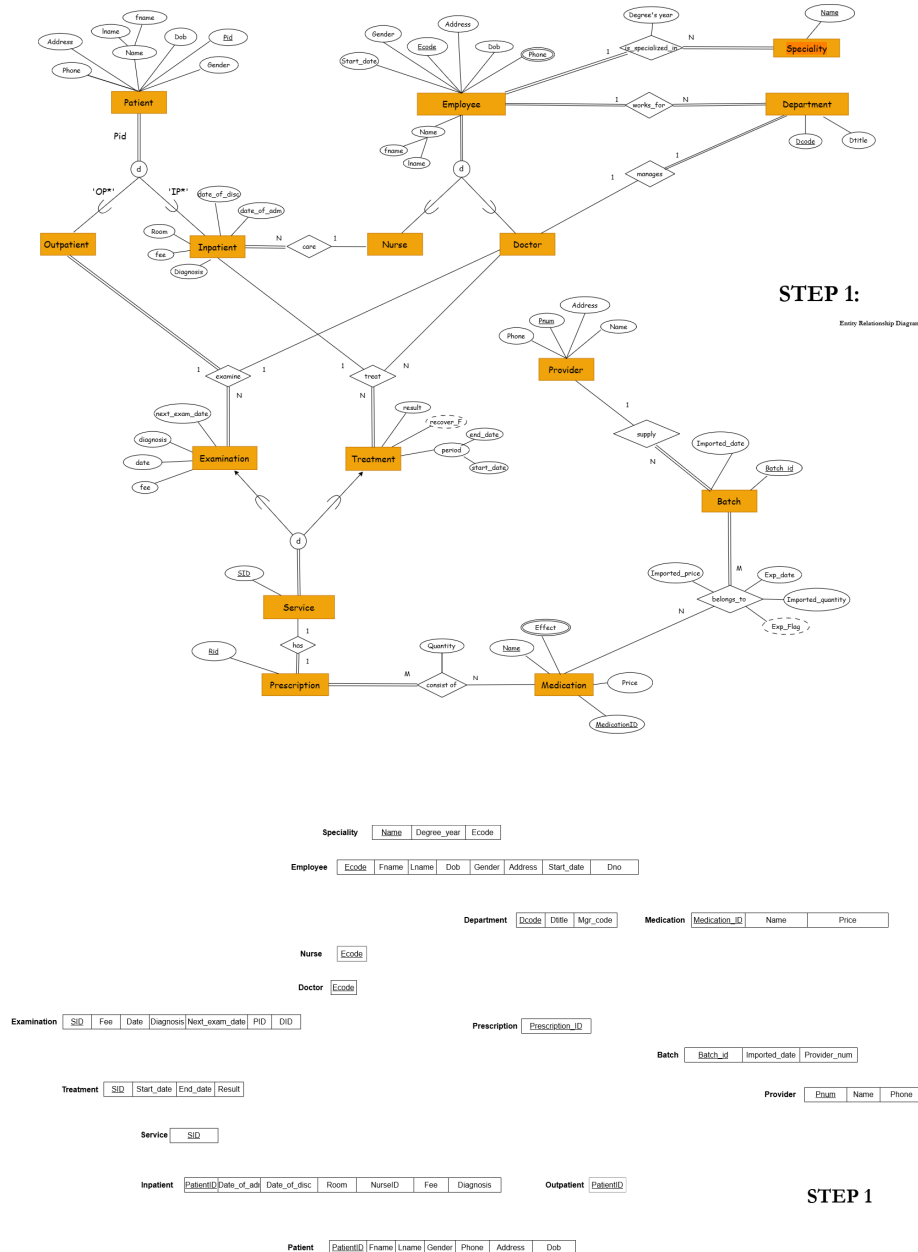 fname
lname
Name
Address
Dob
Pid
Phone
Gender
Patient
Pid
d
'OP*'
'IP*'
Outpatient
Inpatient
date_of_disc
date_of_adm
Room
fee
Diagnosis
N
care
1
Gender
Address
Ecode
Dob
Phone
Start_date
Employee
Name
fname
lname
d
Nurse
Doctor
Degree's year
1
is_specialized_in
N
Name
Speciality
1
works_for
N
Department
Dcode
Dtitle
1
manages
1
STEP 1:
Entity Relationship Diagram
1
examine
1
N
1
treat
N
N
next_exam_date
diagnosis
date
fee
Examination
Treatment
result
recover_F
end_date
period
start_date
d
SID
Service
1
has
1
Rid
Prescription
M
Quantity
consist of
N
Effect
Name
Medication
Price
MedicationID
Address
Pnum
Name
Phone
Provider
1
supply
N
Imported_date
Batch_id
Batch
M
Imported_price
Exp_date
belongs_to
Imported_quantity
Exp_Flag
N
Speciality Name Degree_year Ecode
Employee Ecode Fname Lname Dob Gender Address Start_date Dno
Department Dcode Dtitle Mgr_code
Medication Medication_ID Name Price
Nurse Ecode
Doctor Ecode
Examination SID Fee Date Diagnosis Next_exam_date PID DID
Prescription Prescription_ID
Batch Batch_id Imported_date Provider_num
Treatment SID Start_date End_date Result
Provider Pnum Name Phone
Service SID
Inpatient PatientID Date_of_adi Date_of_disc Room NurseID Fee Diagnosis
Outpatient PatientID
STEP 1
Patient PatientID Fname Lname Gender Phone Address Dob